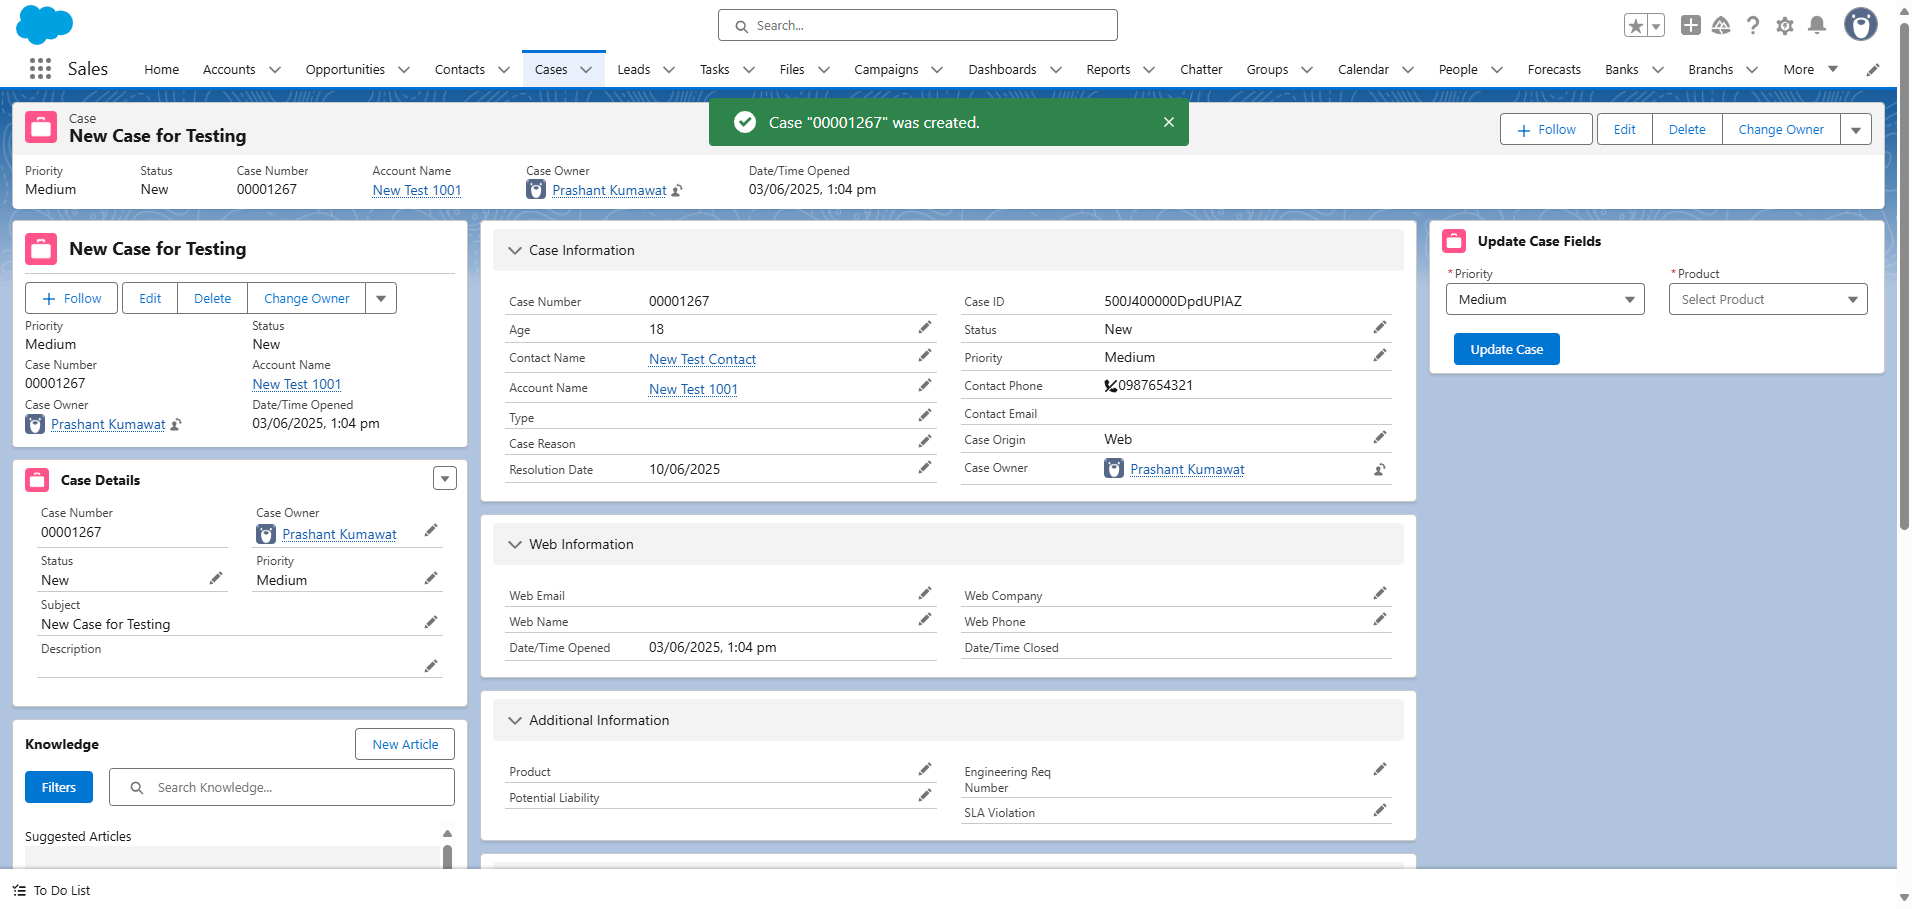 Search...
Sales
Home
Accounts
Opportunities
Contacts
Cases
Leads
Tasks
Files
Campaigns
Dashboards
Reports
Chatter
Groups
Calendar
People
Forecasts
Banks
Branchs
More
Case
New Case for Testing
Case "00001267" was created.
Follow
Edit
Delete
Change Owner
Priority
Medium
Status
New
Case Number
00001267
Account Name
New Test 1001
Case Owner
Prashant Kumawat
Date/Time Opened
03/06/2025, 1:04 pm
New Case for Testing
Follow
Edit
Delete
Change Owner
Priority
Medium
Status
New
Case Number
00001267
Account Name
New Test 1001
Case Owner
Prashant Kumawat
Date/Time Opened
03/06/2025, 1:04 pm
Case Details
Case Number
00001267
Case Owner
Prashant Kumawat
Status
New
Priority
Medium
Subject
New Case for Testing
Description
Knowledge
New Article
Filters
Search Knowledge...
Suggested Articles
Case Information
Case Number 00001267
Age 18
Contact Name New Test Contact
Account Name New Test 1001
Type
Case Reason
Resolution Date 10/06/2025
Case ID 500J400000DpdUPIAZ
Status New
Priority Medium
Contact Phone 0987654321
Contact Email
Case Origin Web
Case Owner Prashant Kumawat
Web Information
Web Email
Web Name
Date/Time Opened 03/06/2025, 1:04 pm
Web Company
Web Phone
Date/Time Closed
Additional Information
Product
Potential Liability
Engineering Req
Number
SLA Violation
Update Case Fields
*Priority
Medium
*Product
Select Product
Update Case
To Do List